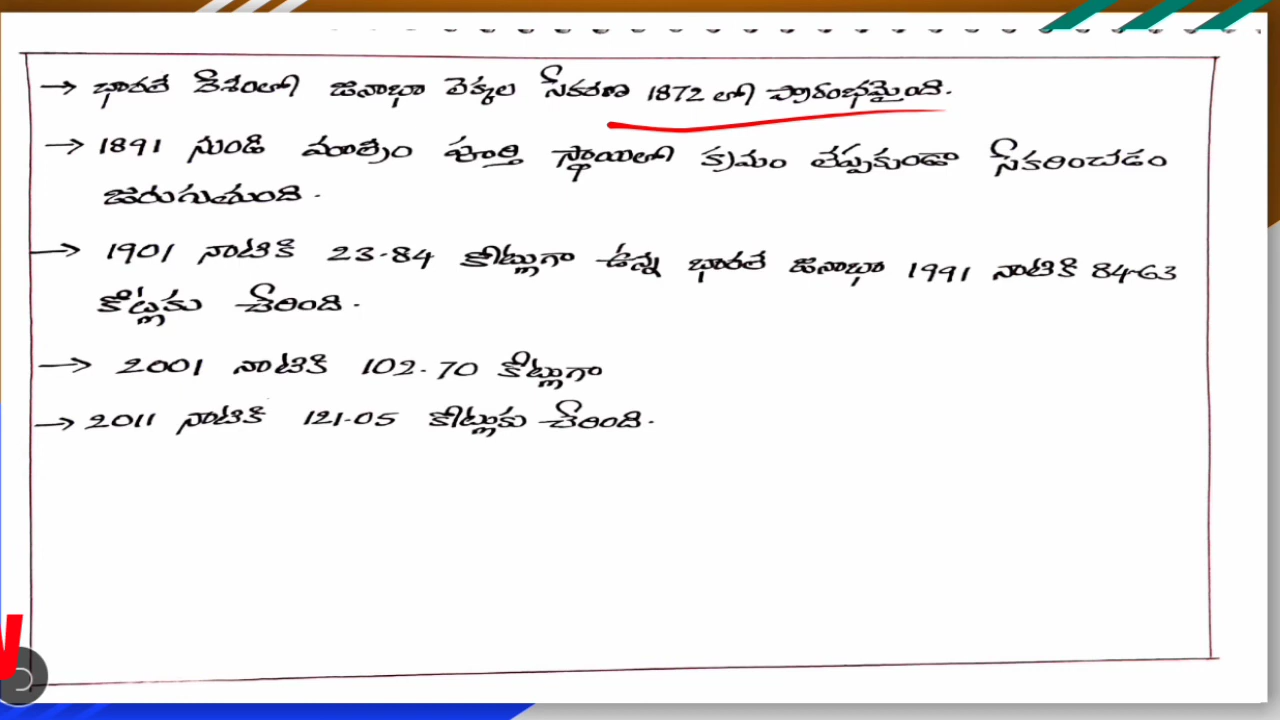 → భారత దేశంలో జనాభా లెక్కల సేకరణ 1872 లో ప్రారంభమైంది.
→ 1891 నుండి మాత్రం పూర్తి స్థాయిలో క్రమం తప్పకుండా సేకరించడం
జరుగుతుంది.
→ 1901 నాటికి 23.84 కోట్లుగా ఉన్న భారత జనాభా 1991 నాటికి 84.63
కోట్లకు చేరింది.
→ 2001 నాటికి 102.70 కోట్లుగా
→ 2011 నాటికి 121.05 కోట్లుకు చేరింది.